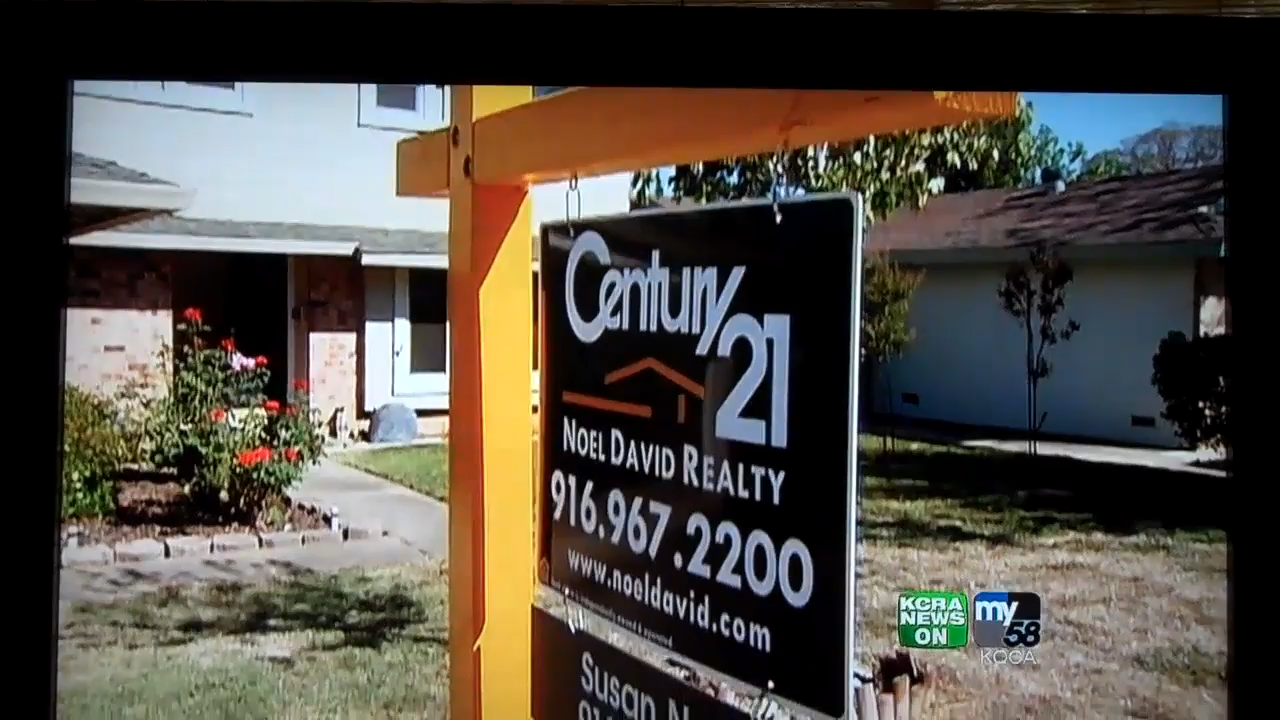 Century
21
NOEL DAVID REALTY
916.967.2200
www.noeldavid.com
Susan N
KCRA
NEWS
ON
my
58
KQCA